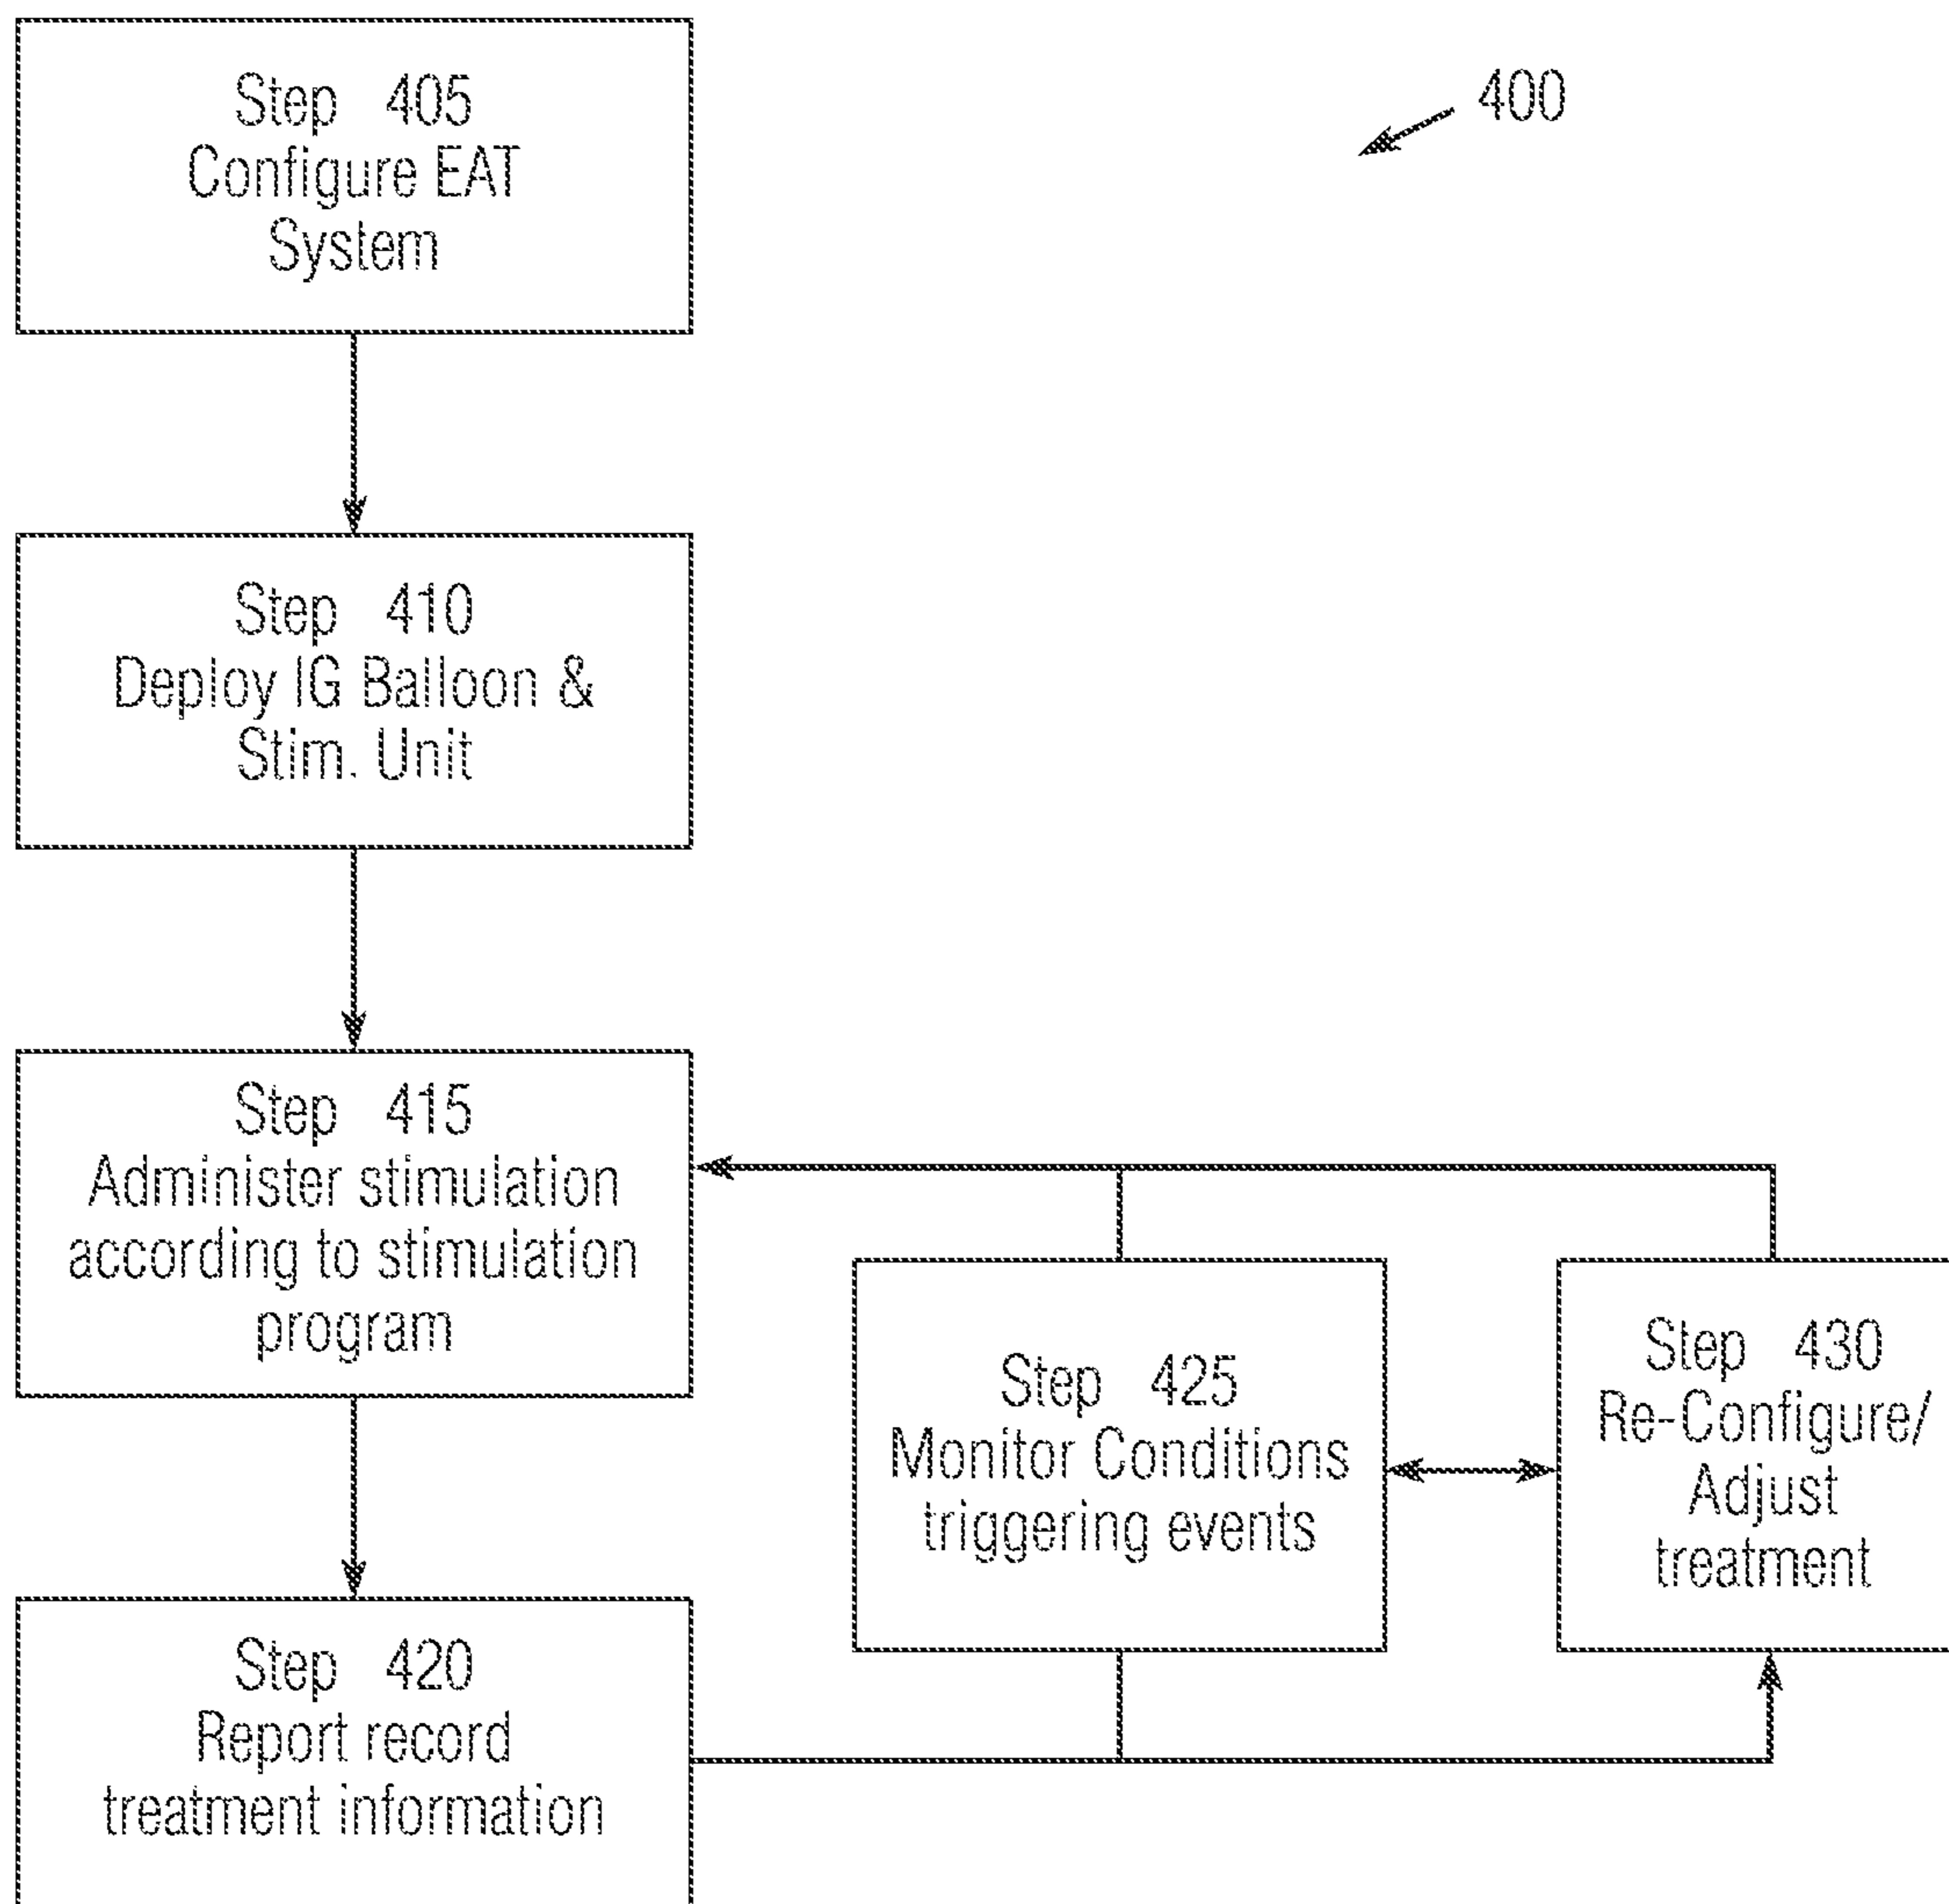 Step 405
Configure EAT
System
400
Step 410
Deploy IG Balloon &
Stim. Unit
Step 415
Administer stimulation
according to stimulation
program
Step 420
Report record
treatment information
Step 425
Monitor Conditions
triggering events
Step 430
Re-Configure/
Adjust
treatment